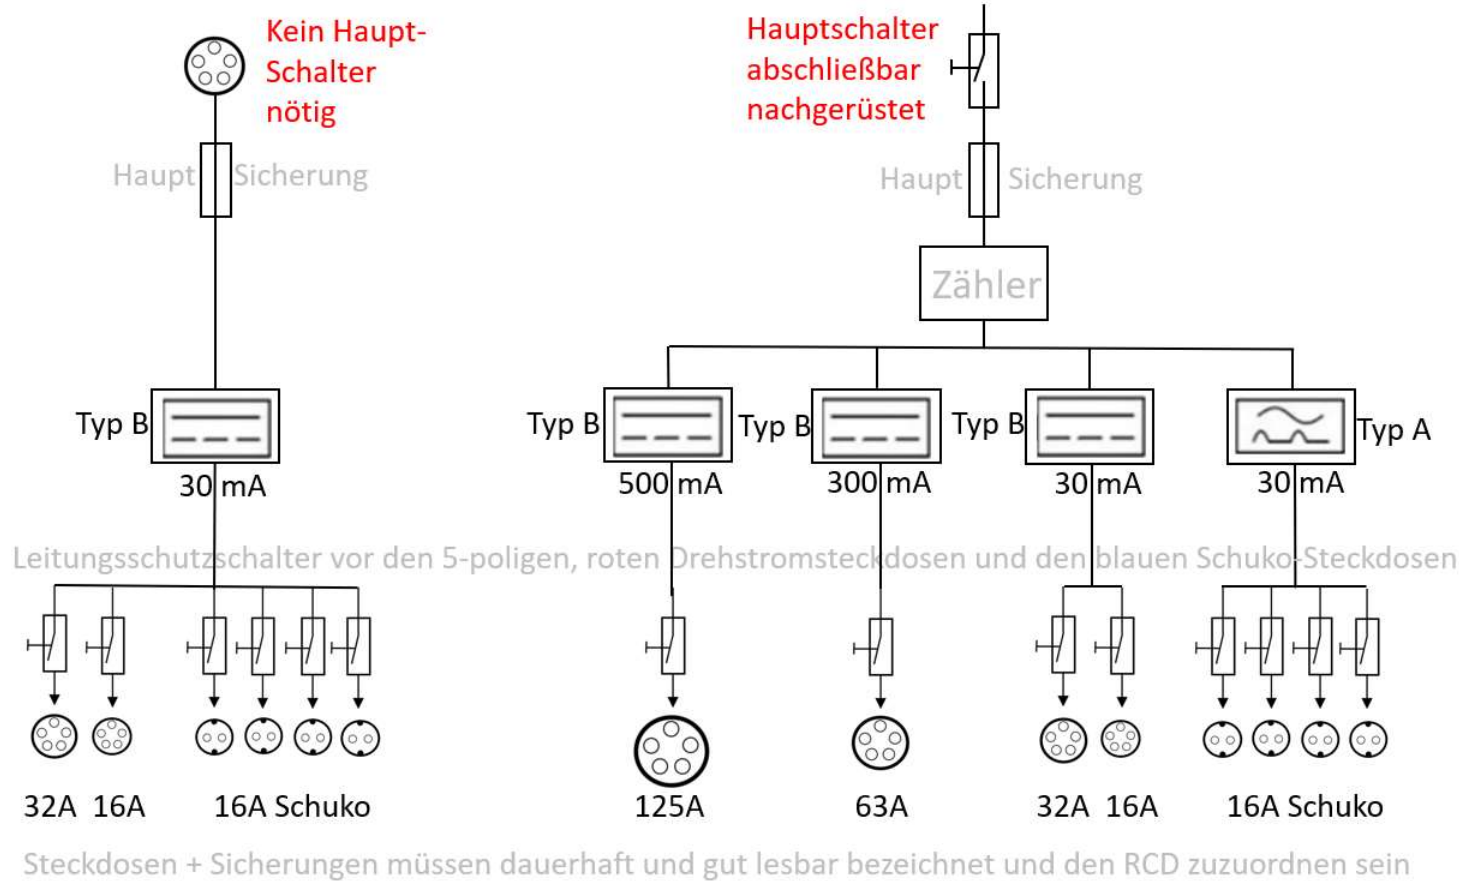 Kein Haupt-
Schalter
nötig
Hauptschalter
abschließbar
nachgerüstet
Haupt Sicherung
Haupt Sicherung
Zähler
Typ B
Typ B
Typ B
Typ B
Typ A
30 mA
500 mA
300 mA
30 mA
30 mA
Leitungsschutzschalter vor den 5-poligen, roten Drehstromsteckdosen und den blauen Schuko-Steckdosen
32A 16A 16A Schuko 125A 63A 32A 16A 16A Schuko
Steckdosen + Sicherungen müssen dauerhaft und gut lesbar bezeichnet und den RCD zuzuordnen sein